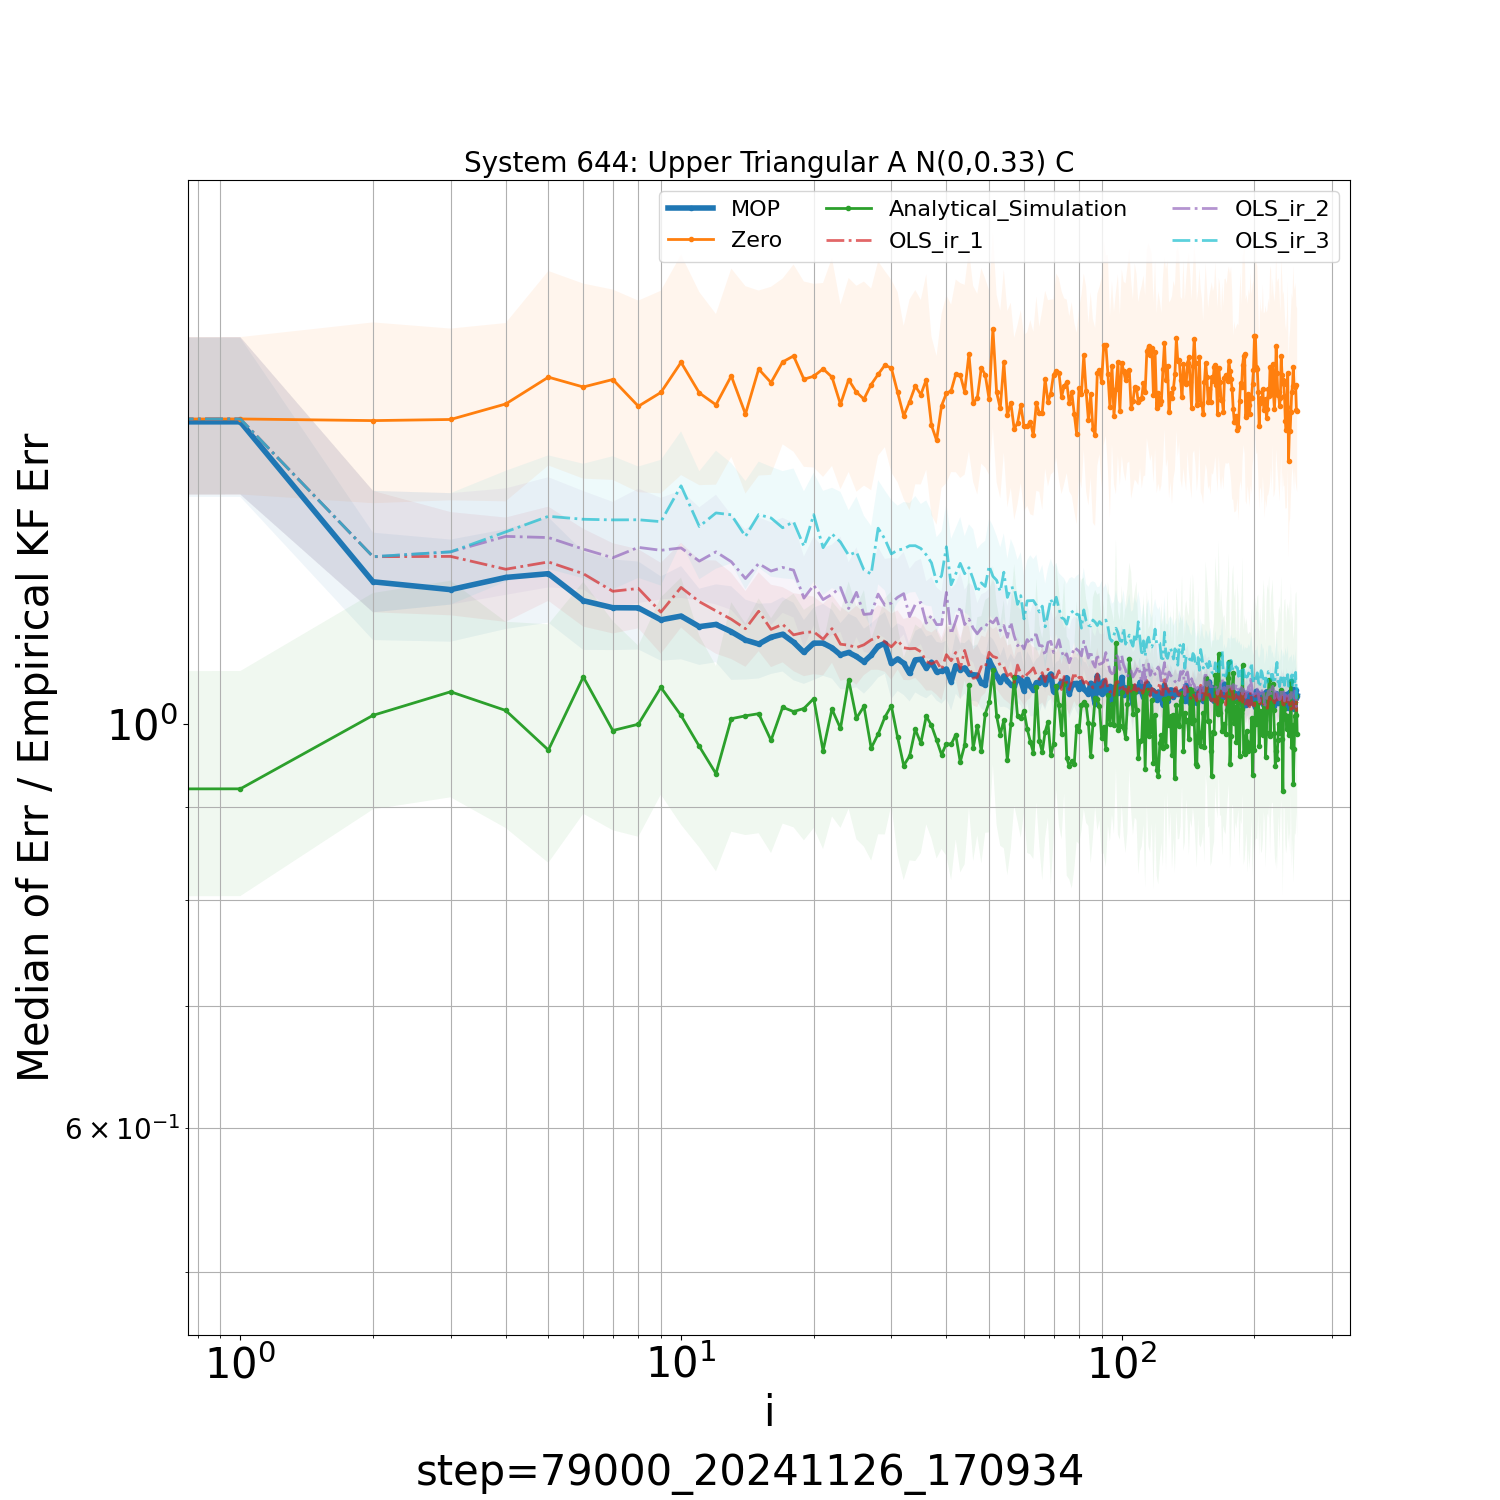 System 644: Upper Triangular A N(0,0.33) C
MOP
Zero
Analytical_Simulation
OLS_ir_1
OLS_ir_2
OLS_ir_3
Median of Err / Empirical KF Err
10⁰
6 × 10⁻¹
10⁰
10¹
10²
i
step=79000_20241126_170934